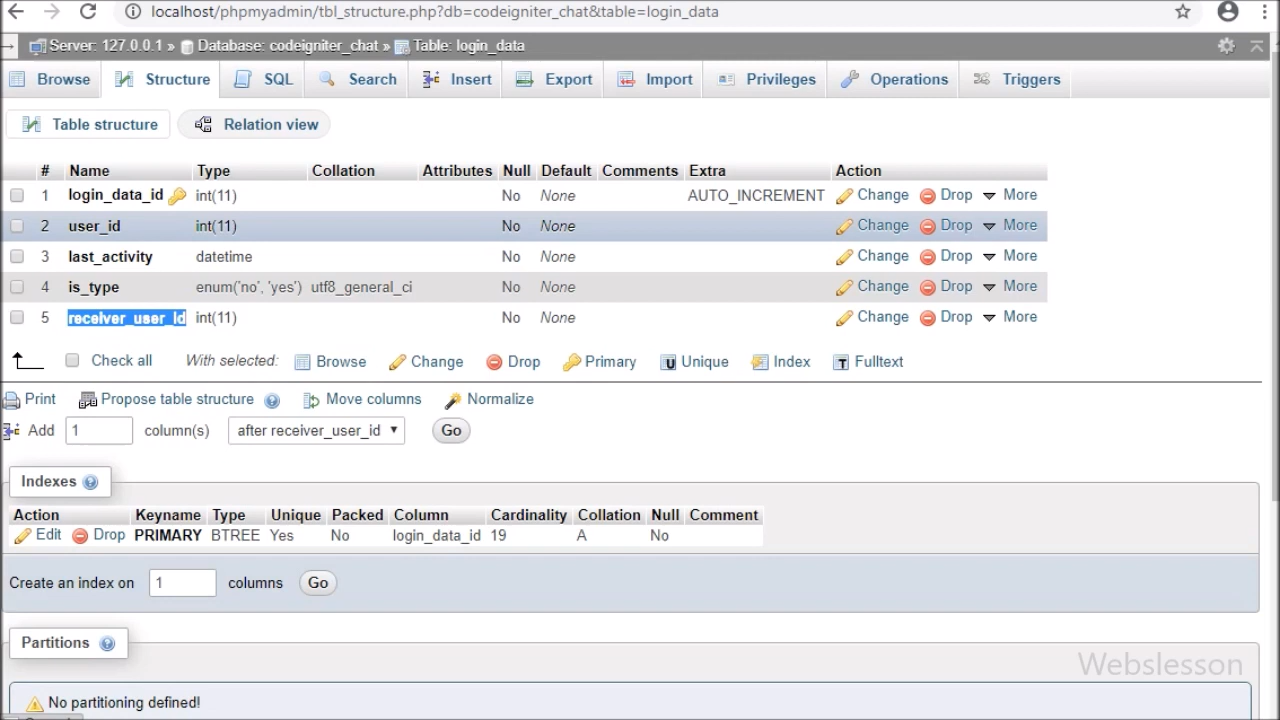 localhost/phpmyadmin/tbl_structure.php?db=codeigniter_chat&table=login_data
Server: 127.0.0.1 » Database: codeigniter_chat » Table: login_data
Browse Structure SQL Search Insert Export Import Privileges Operations Triggers
Table structure Relation view
# Name Type Collation Attributes Null Default Comments Extra Action
1 login_data_id int(11) No None AUTO_INCREMENT Change Drop More
2 user_id int(11) No None Change Drop More
3 last_activity datetime No None Change Drop More
4 is_type enum('no', 'yes') utf8_general_ci No None Change Drop More
5 receiver_user_id int(11) No None Change Drop More
Check all With selected: Browse Change Drop Primary Unique Index Fulltext
Print Propose table structure Move columns Normalize
Add 1 column(s) after receiver_user_id Go
Indexes
Action Keyname Type Unique Packed Column Cardinality Collation Null Comment
Edit Drop PRIMARY BTREE Yes No login_data_id 19 A No
Create an index on 1 columns Go
Partitions
Webslesson
No partitioning defined!